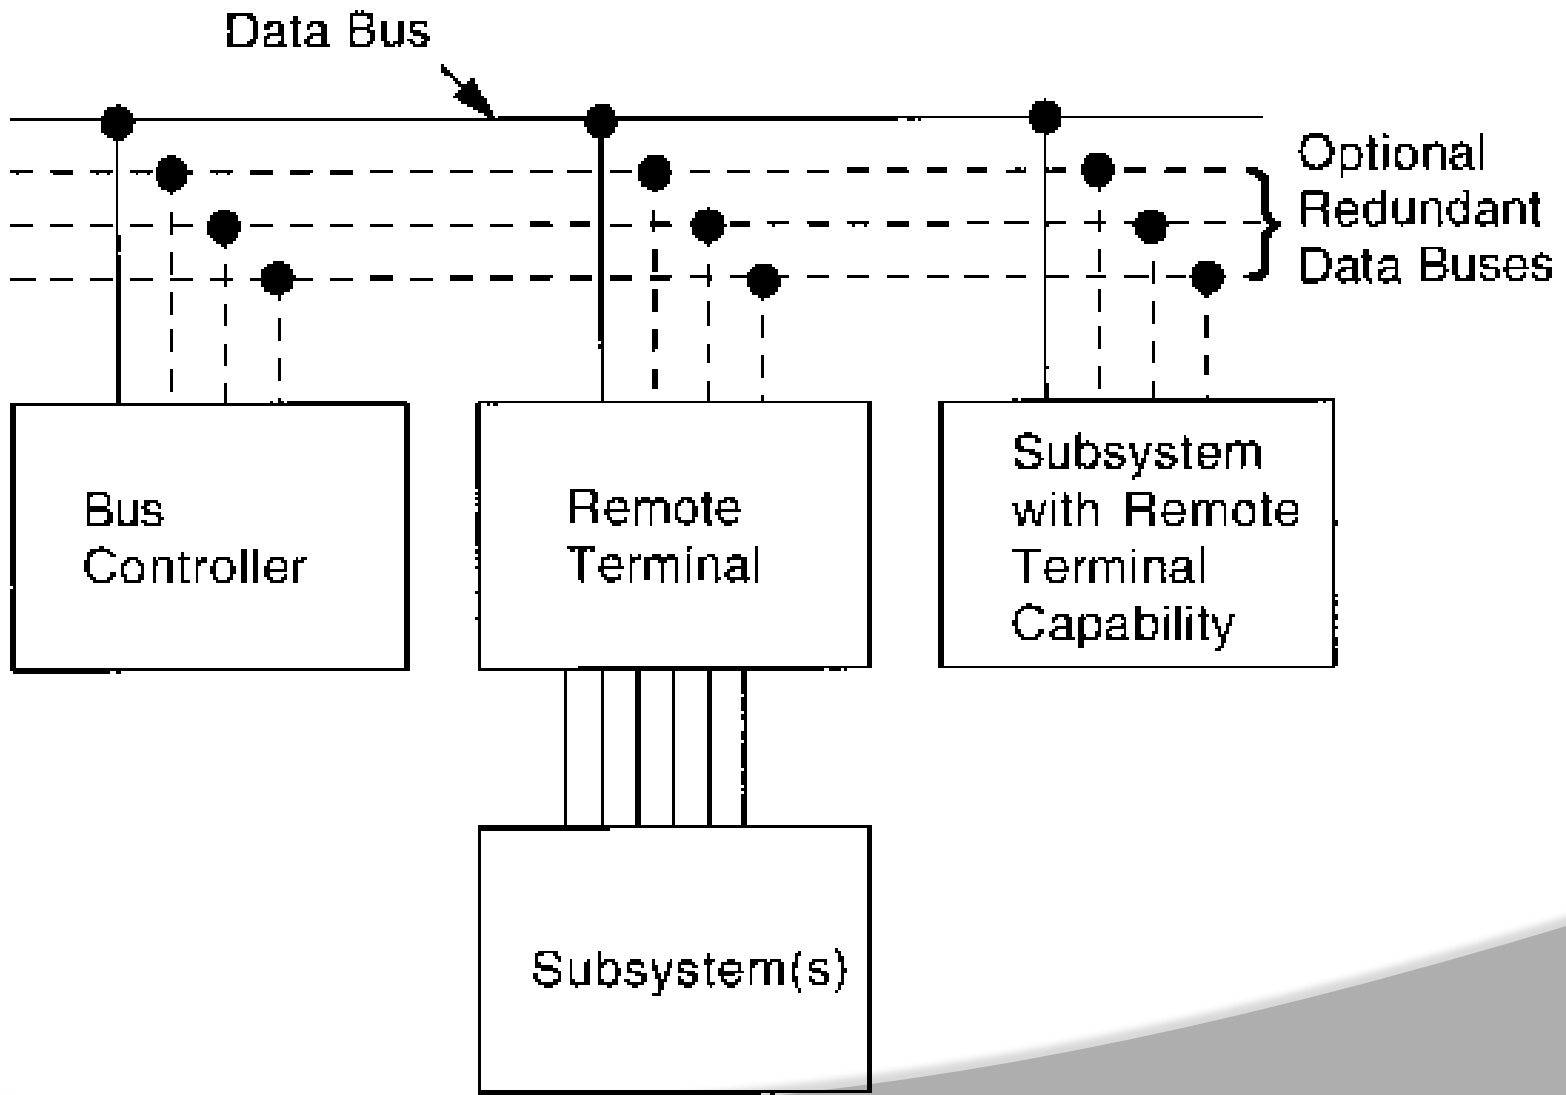 Data Bus
Optional
Redundant
Data Buses
Bus
Controller
Remote
Terminal
Subsystem
with Remote
Terminal
Capability
Subsystem(s)